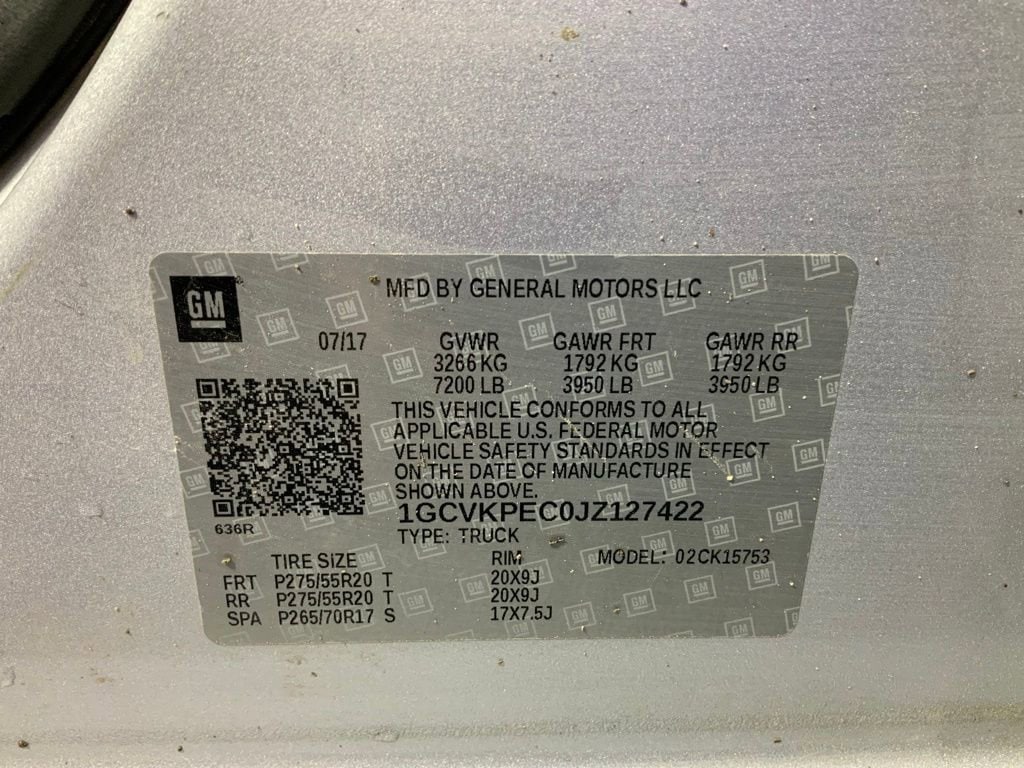 GM
MFD BY GENERAL MOTORS LLC
07/17 GVWR GAWR FRT GAWR RR
3266 KG 1792 KG 1792 KG
7200 LB 3950 LB 3950 LB
THIS VEHICLE CONFORMS TO ALL
APPLICABLE U.S. FEDERAL MOTOR
VEHICLE SAFETY STANDARDS IN EFFECT
ON THE DATE OF MANUFACTURE
SHOWN ABOVE.
1GCVKPEC0JZ127422
636R
TYPE: TRUCK
TIRE SIZE RIM MODEL: 02CK15753
FRT P275/55R20 T 20X9J
RR P275/55R20 T 20X9J
SPA P265/70R17 S 17X7.5J